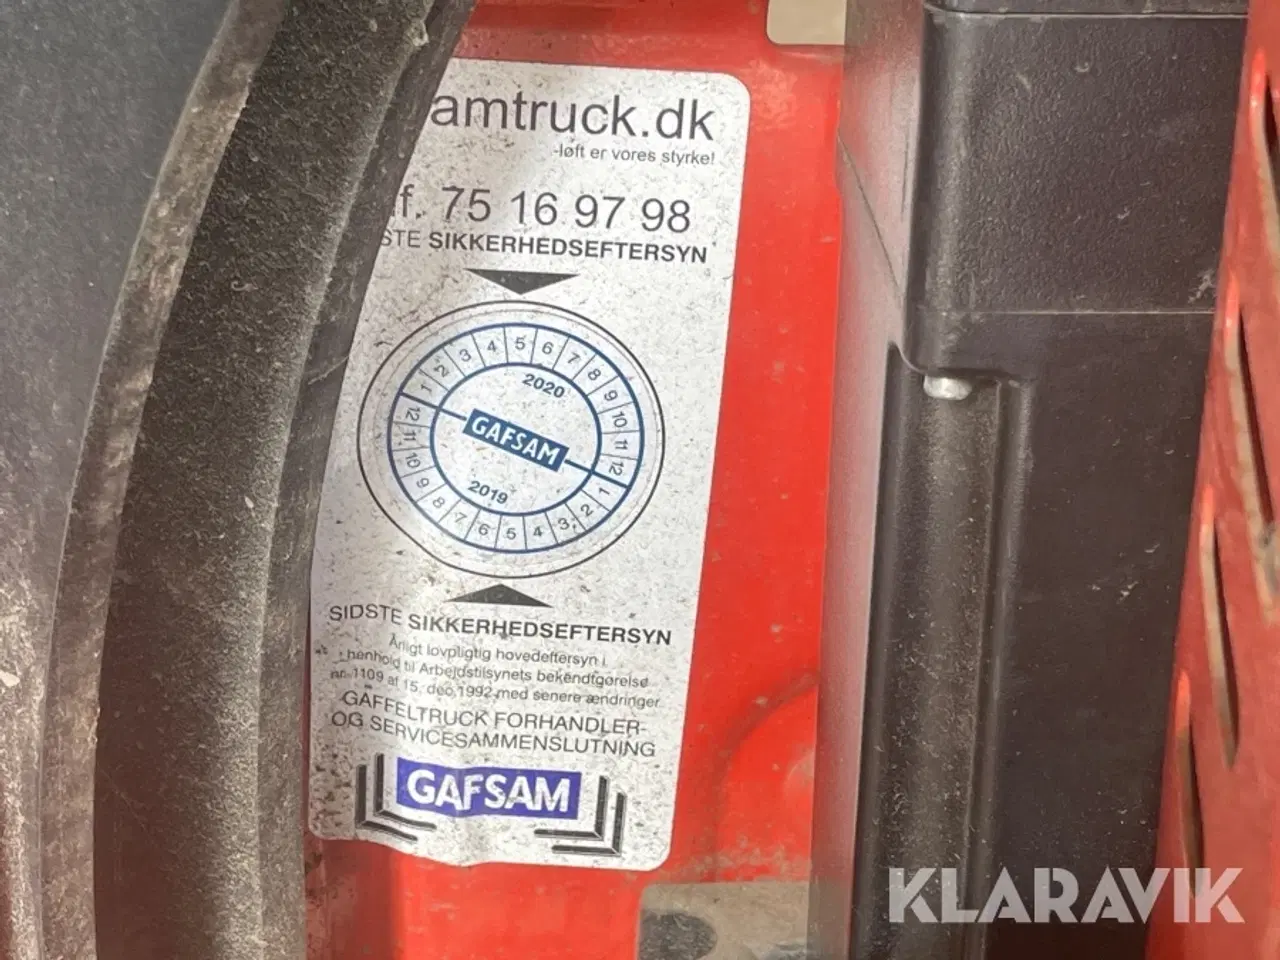 amtruck.dk
-løft er vores styrke!
lf. 75 16 97 98
STE SIKKERHEDSEFTERSYN
1 2 3 4 5 6 7 8 9 10 11 12
2020
GAFSAM
2019
12 11 10 9 8 7 6 5 4 3 2 1
SIDSTE SIKKERHEDSEFTERSYN
Årligt lovpligtig hovedeftersyn i
henhold til Arbejdstilsynets bekendtgørelse
nr. 1109 af 15. dec. 1992 med senere ændringer
GAFFELTRUCK FORHANDLER-
OG SERVICESAMMENSLUTNING
GAFSAM
KLARAVIK